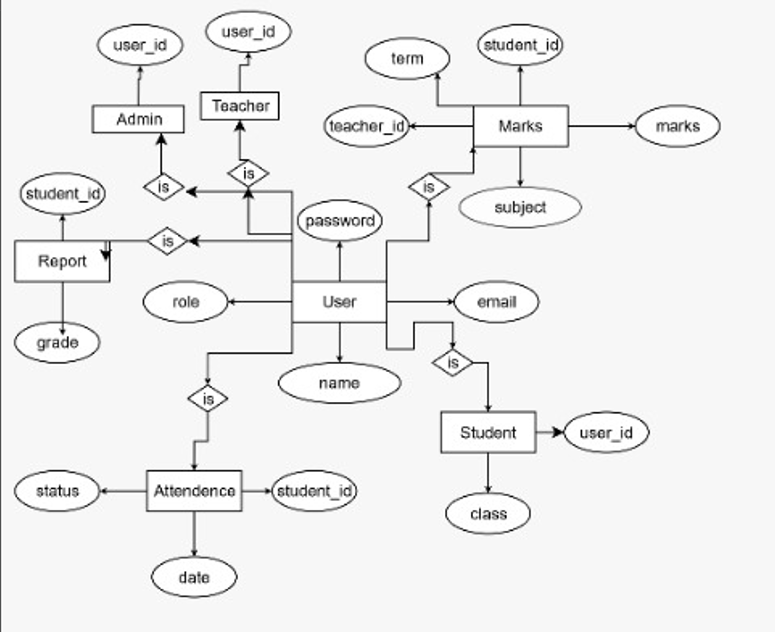 user_id
user_id
Admin
Teacher
term
student_id
teacher_id
Marks
marks
is
is
is
subject
student_id
password
is
Report
role
User
email
grade
name
is
is
Student
user_id
status
Attendence
student_id
class
date